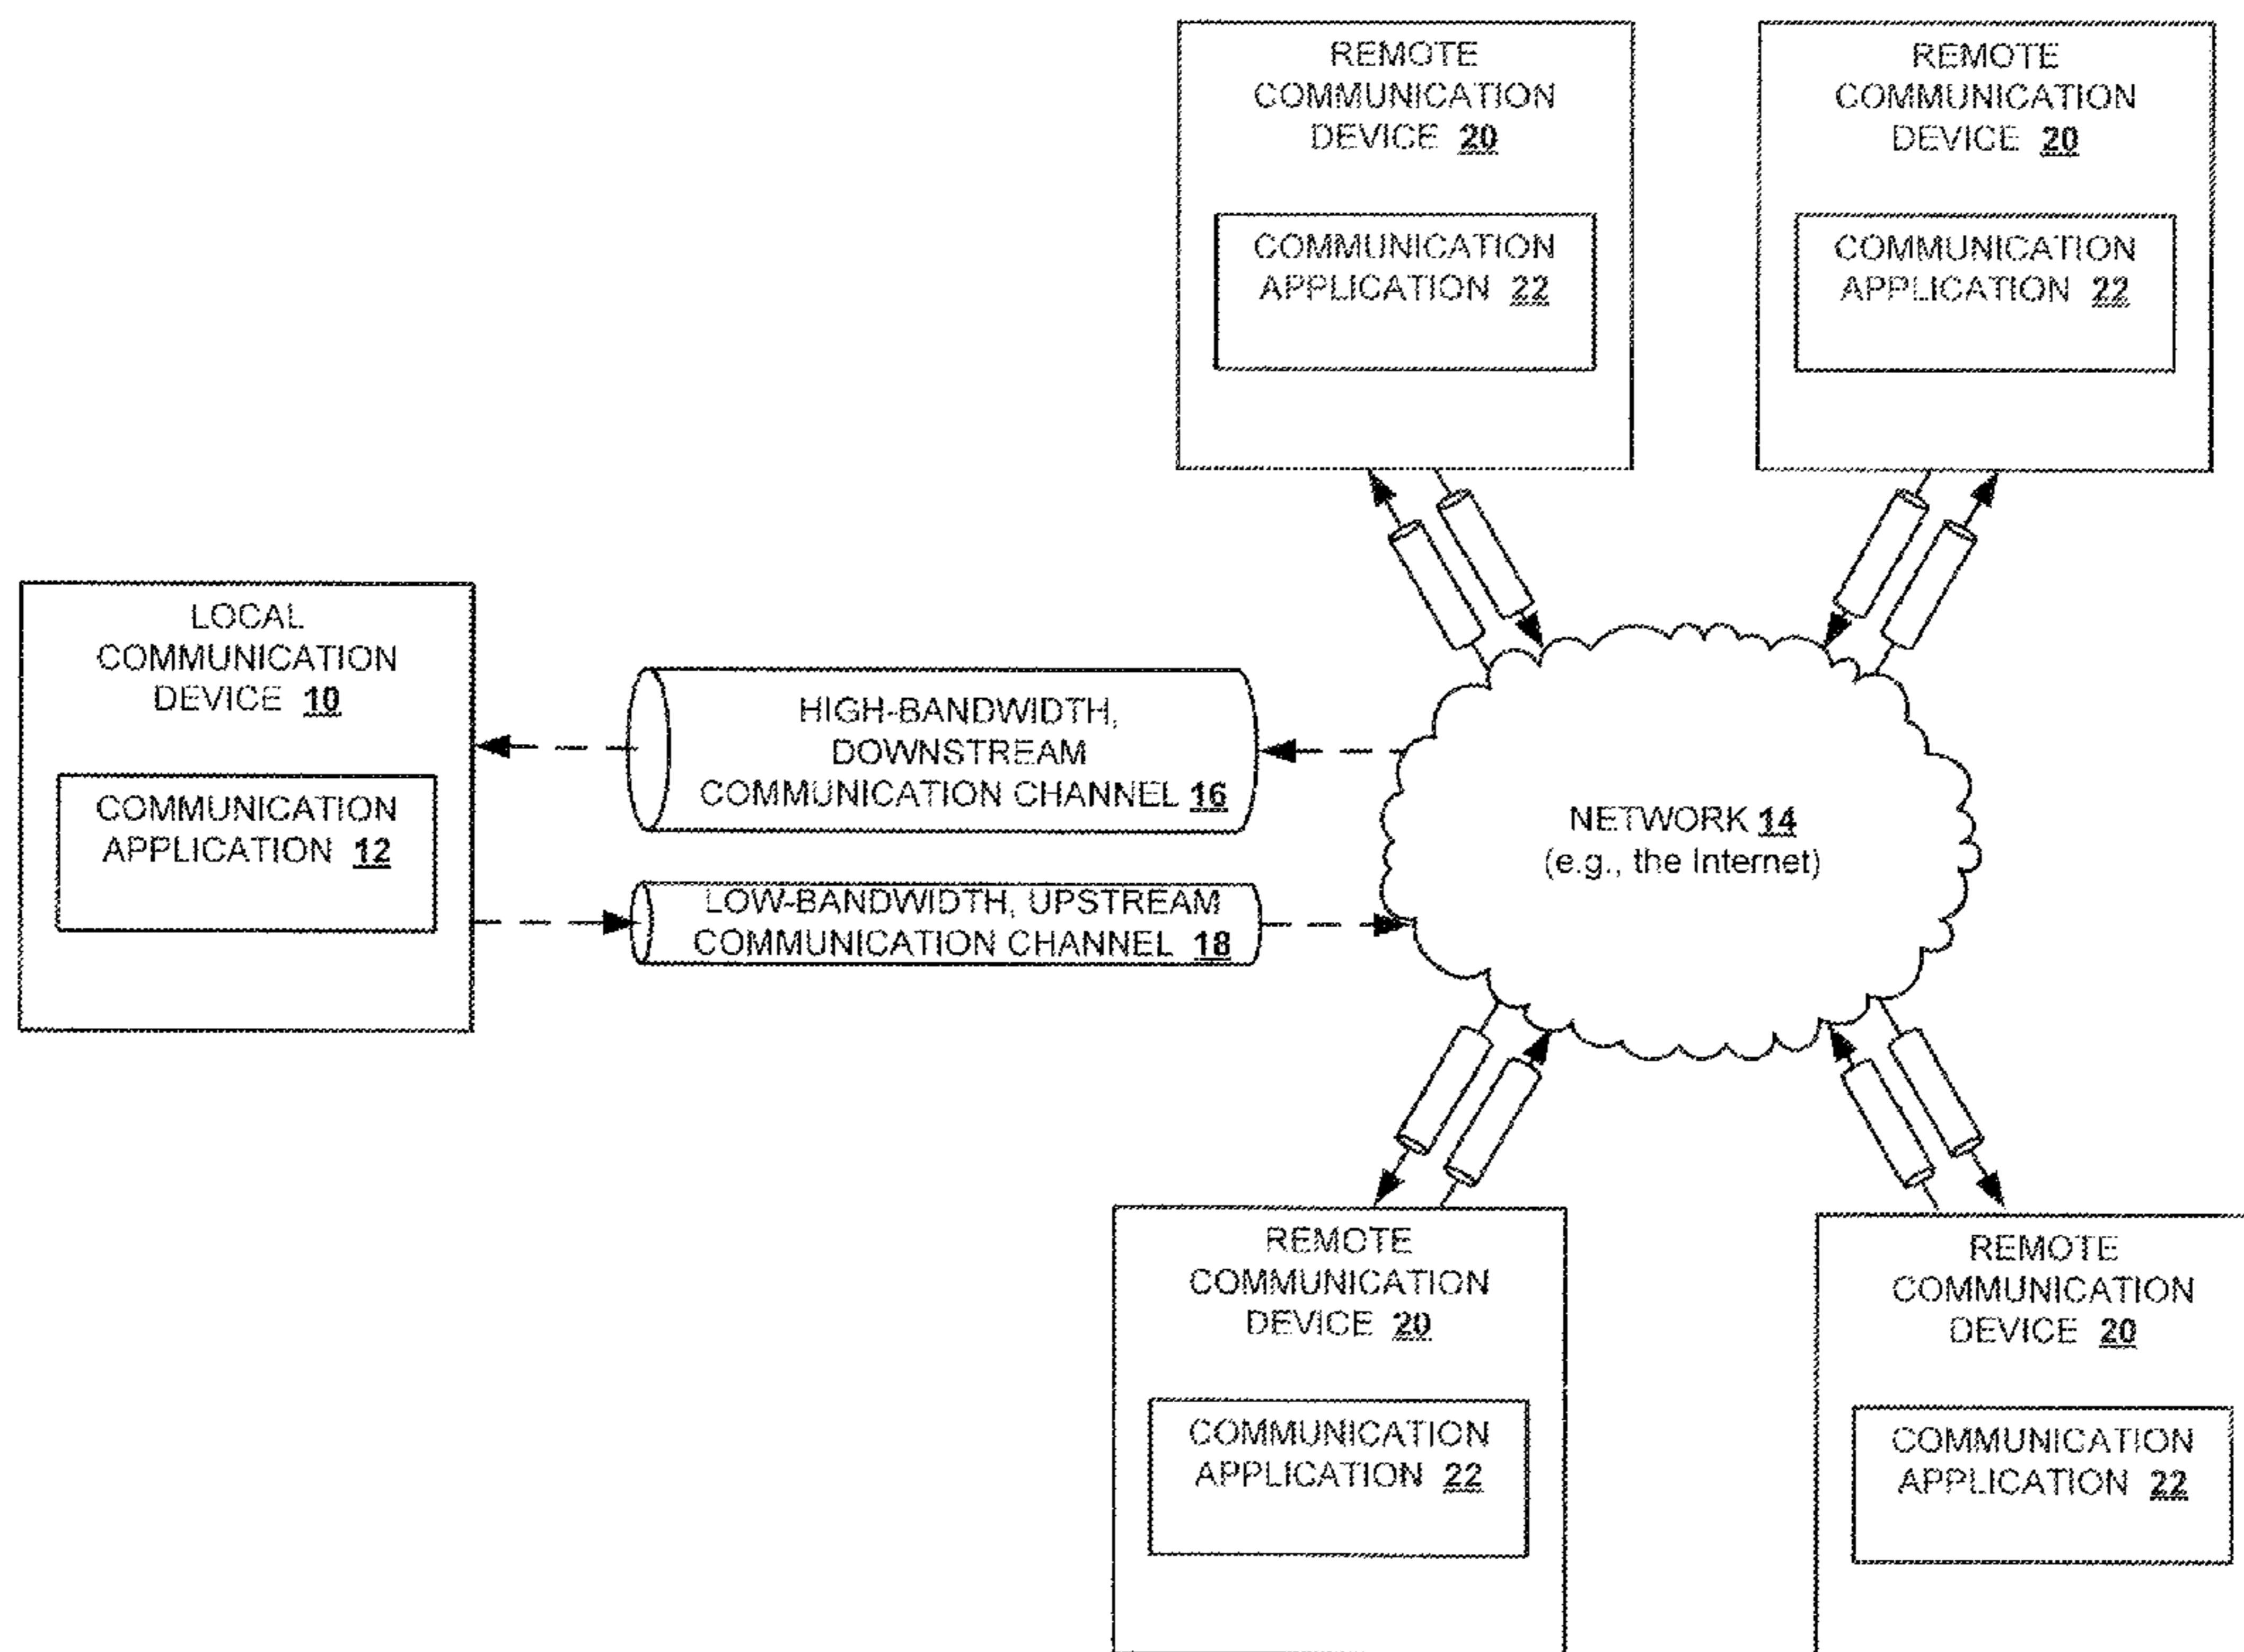 REMOTE
COMMUNICATION
DEVICE 20
COMMUNICATION
APPLICATION 22
REMOTE
COMMUNICATION
DEVICE 20
COMMUNICATION
APPLICATION 22
LOCAL
COMMUNICATION
DEVICE 10
COMMUNICATION
APPLICATION 12
HIGH-BANDWIDTH,
DOWNSTREAM
COMMUNICATION CHANNEL 16
LOW-BANDWIDTH, UPSTREAM
COMMUNICATION CHANNEL 18
NETWORK 14
(e.g., the Internet)
REMOTE
COMMUNICATION
DEVICE 20
COMMUNICATION
APPLICATION 22
REMOTE
COMMUNICATION
DEVICE 20
COMMUNICATION
APPLICATION 22